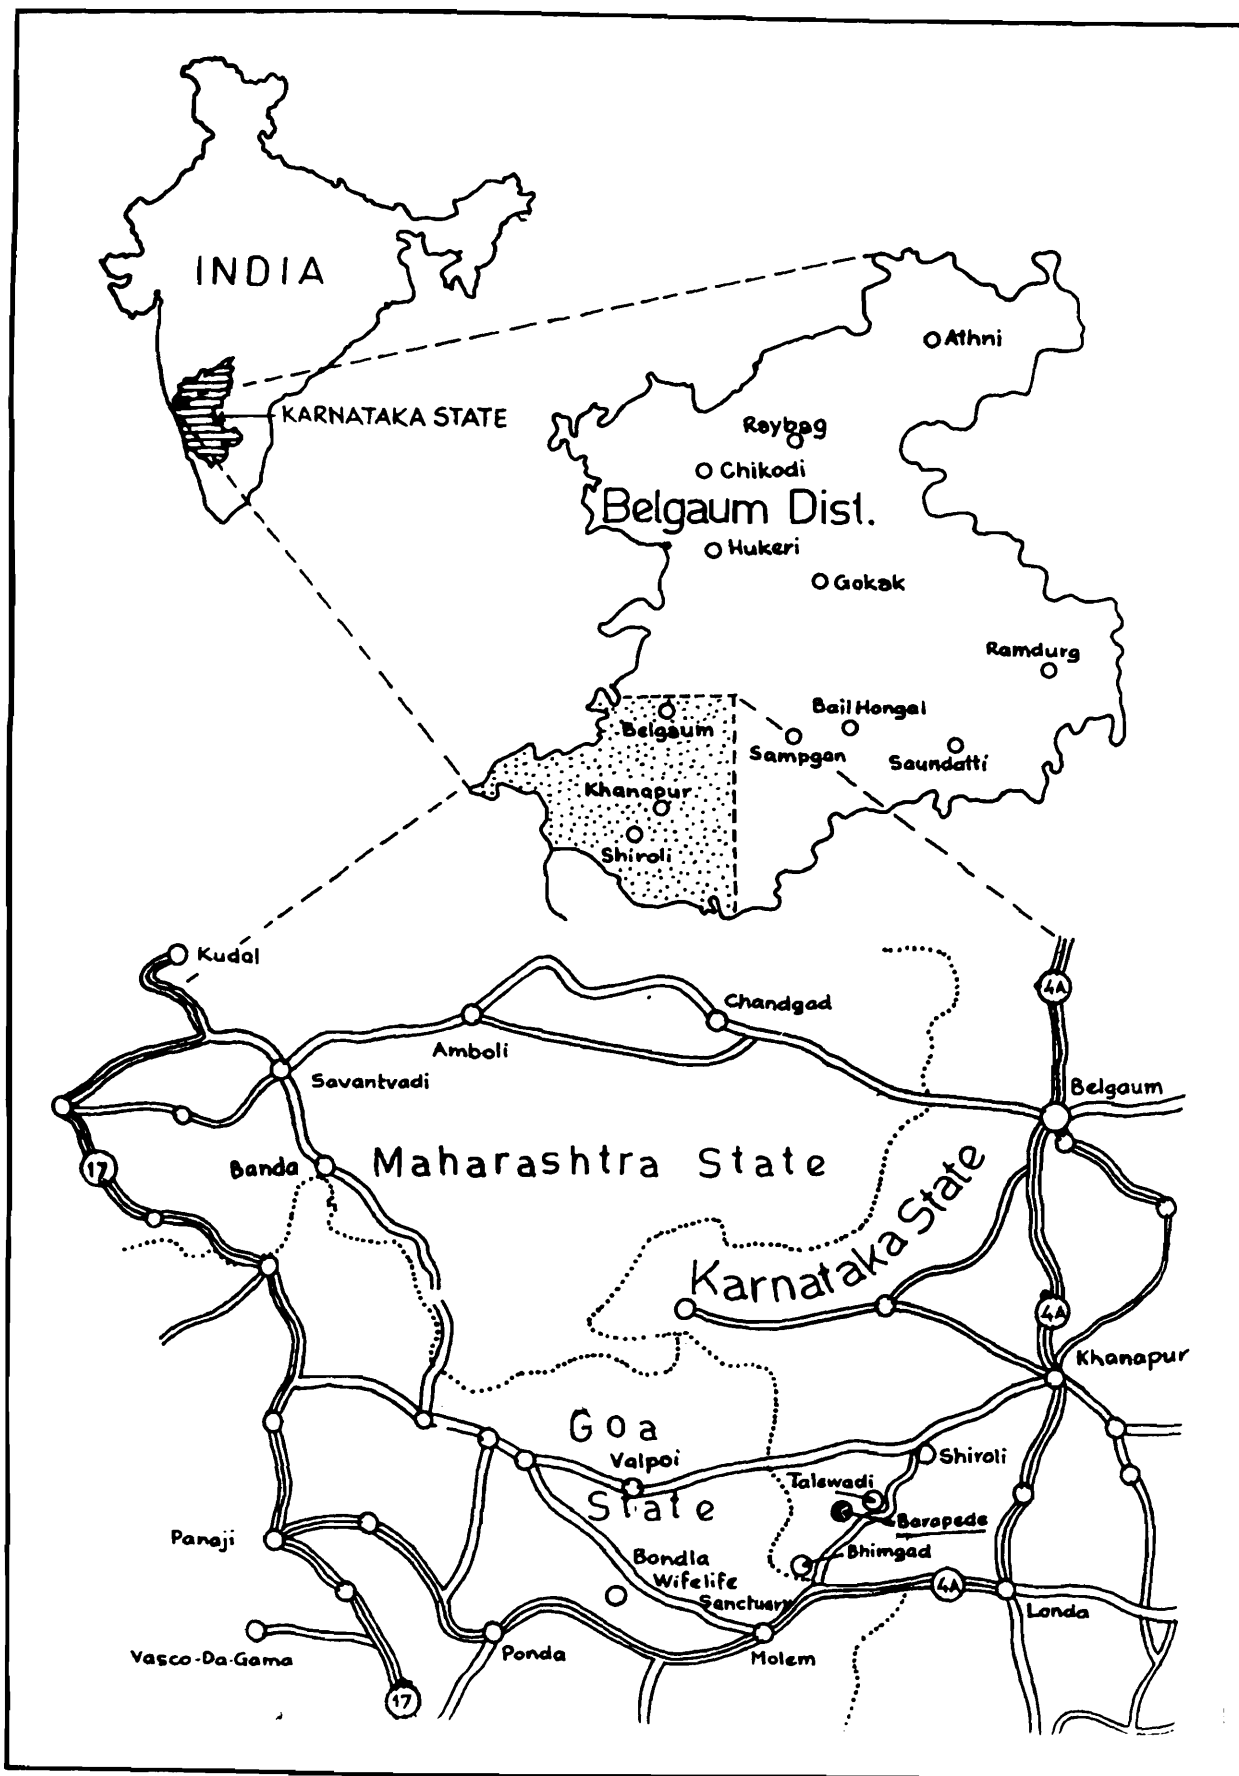 INDIA
KARNATAKA STATE
Athni
Raybag
Chikodi
Belgaum Dist.
Hukeri
Gokak
Ramdurg
Bail Hongal
Belgaum
Sampgan
Saundatti
Khanapur
Shiroli
Kudal
4A
Chandgad
Amboli
Savantvadi
Belgaum
17
Banda
Maharashtra State
Karnataka State
4A
Khanapur
Goa
State
Valpoi
Shiroli
Talewadi
Barapede
Panaji
Bhimgad
Bondla
Wifelife
Sanctuary
4A
Londa
Vasco-Da-Gama
Ponda
Molem
17